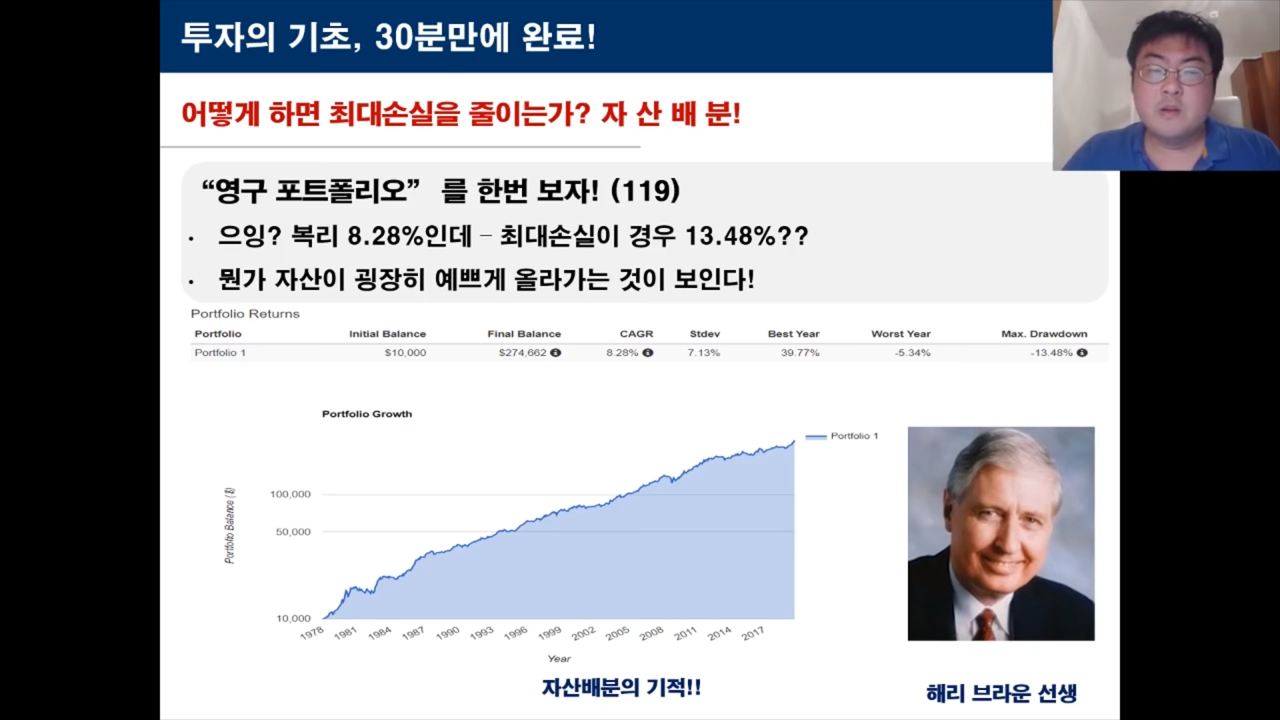 투자의 기초, 30분만에 완료!
어떻게 하면 최대손실을 줄이는가? 자 산 배 분!
“영구 포트폴리오” 를 한번 보자! (119)
· 으잉? 복리 8.28%인데 – 최대손실이 경우 13.48%??
· 뭔가 자산이 굉장히 예쁘게 올라가는 것이 보인다!
Portfolio Returns
Portfolio Initial Balance Final Balance CAGR Stdev Best Year Worst Year Max. Drawdown
Portfolio 1 $10,000 $274,662 8.28% 7.13% 39.77% -5.34% -13.48%
Portfolio Growth
Portfolio 1
Portfolio Balance ($)
100,000
50,000
10,000
1978 1981 1984 1987 1990 1993 1996 1999 2002 2005 2008 2011 2014 2017
Year
자산배분의 기적!!
해리 브라운 선생